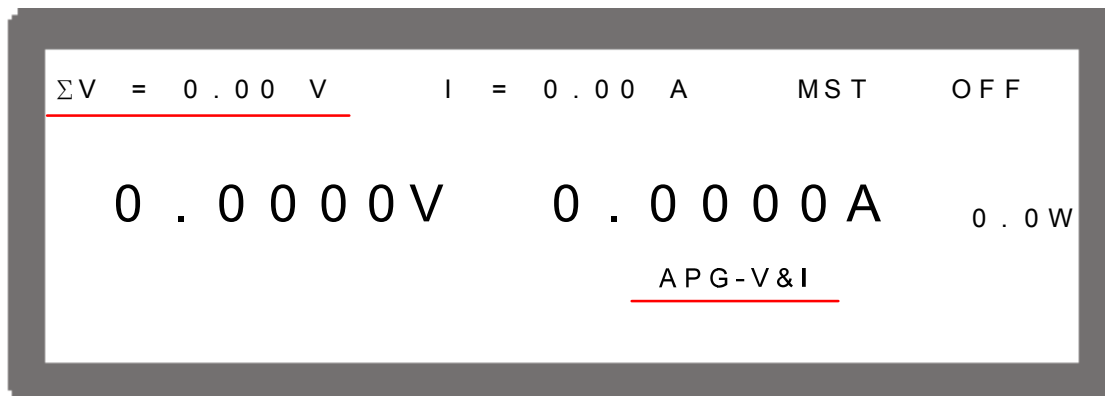 ΣV = 0.00 V I = 0.00 A MST OFF
0.0000V 0.0000A 0.0W
APG-V&I